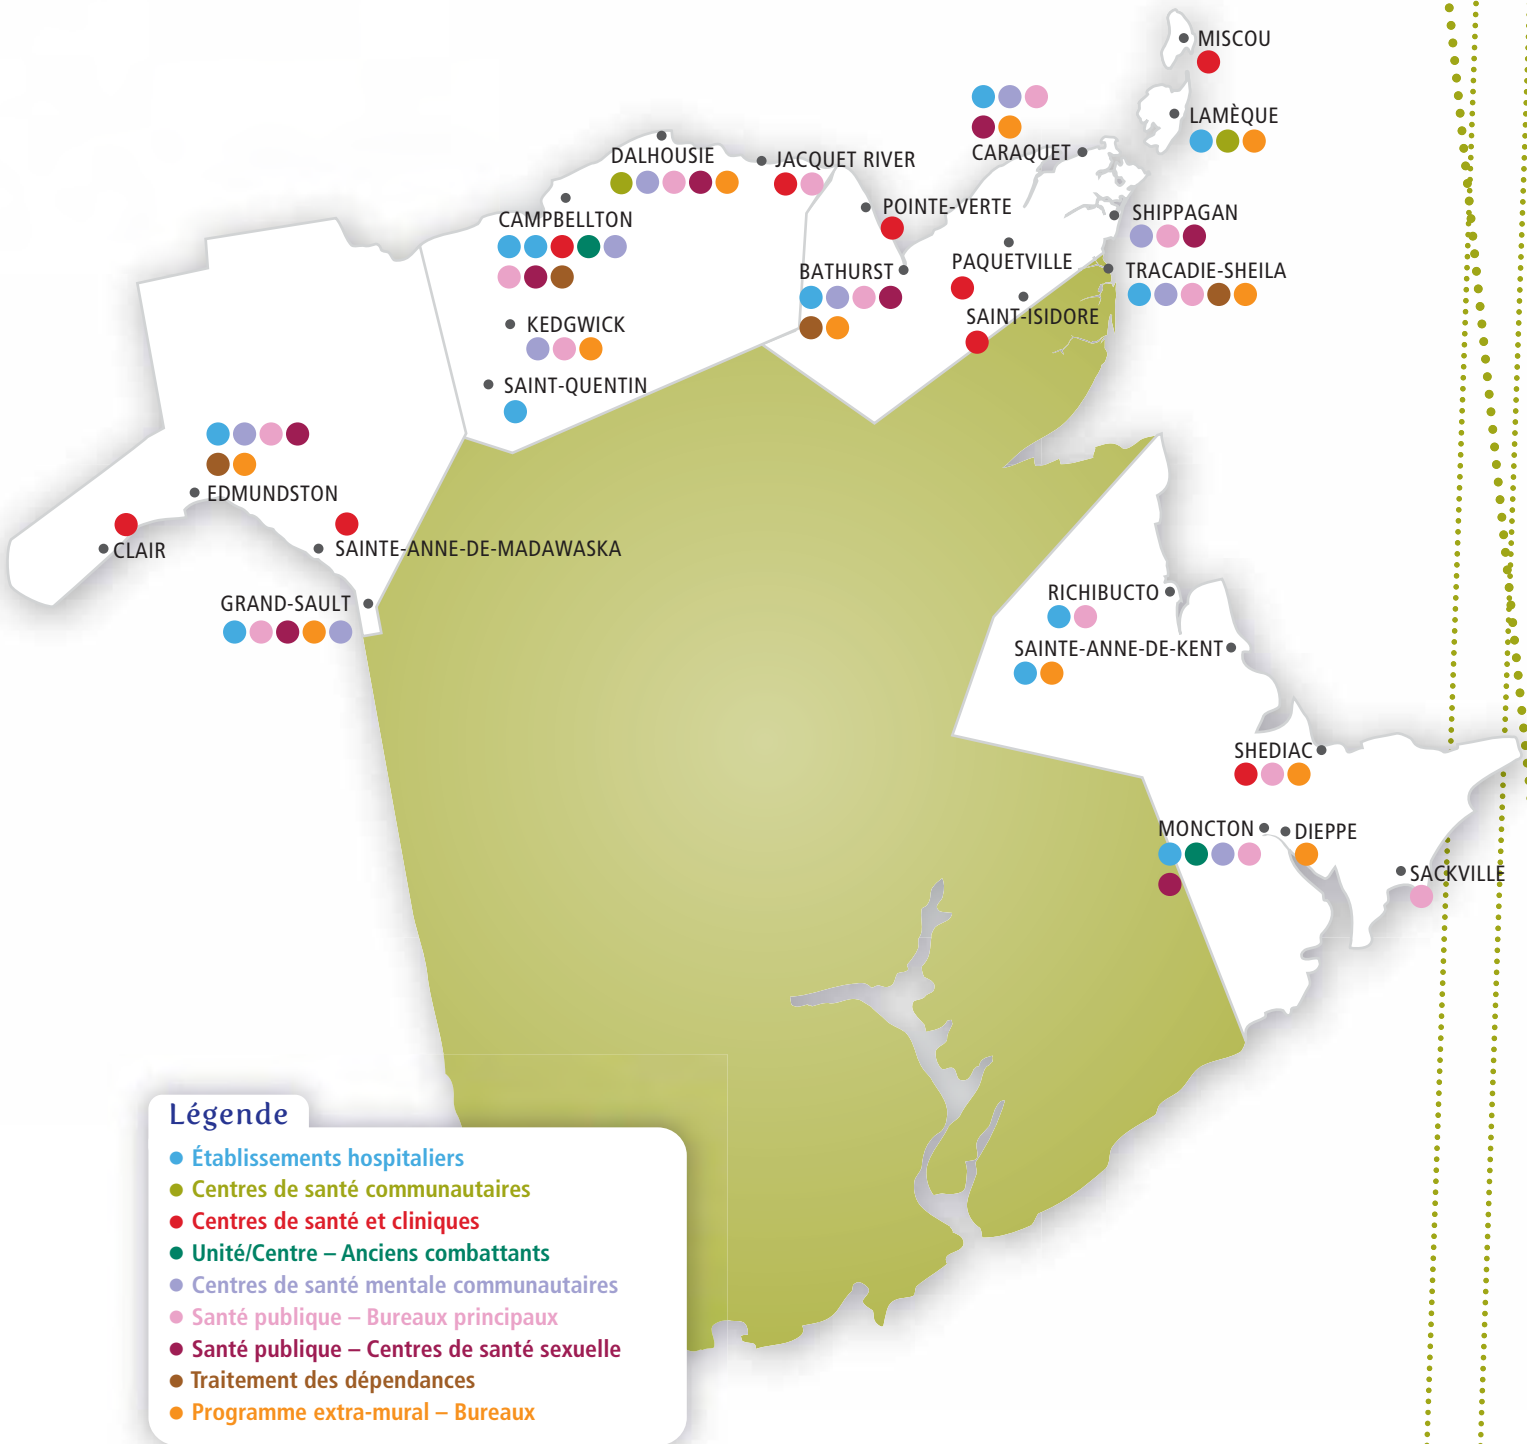 MISCOU
LAMÈQUE
CARAQUET
DALHOUSIE
JACQUET RIVER
POINTE-VERTE
SHIPPAGAN
CAMPBELLTON
PAQUETVILLE
BATHURST
TRACADIE-SHEILA
SAINT-ISIDORE
KEDGWICK
SAINT-QUENTIN
EDMUNDSTON
CLAIR
SAINTE-ANNE-DE-MADAWASKA
GRAND-SAULT
RICHIBUCTO
SAINTE-ANNE-DE-KENT
SHEDIAC
MONCTON
DIEPPE
SACKVILLE
Légende
Établissements hospitaliers
Centres de santé communautaires
Centres de santé et cliniques
Unité/Centre – Anciens combattants
Centres de santé mentale communautaires
Santé publique – Bureaux principaux
Santé publique – Centres de santé sexuelle
Traitement des dépendances
Programme extra-mural – Bureaux